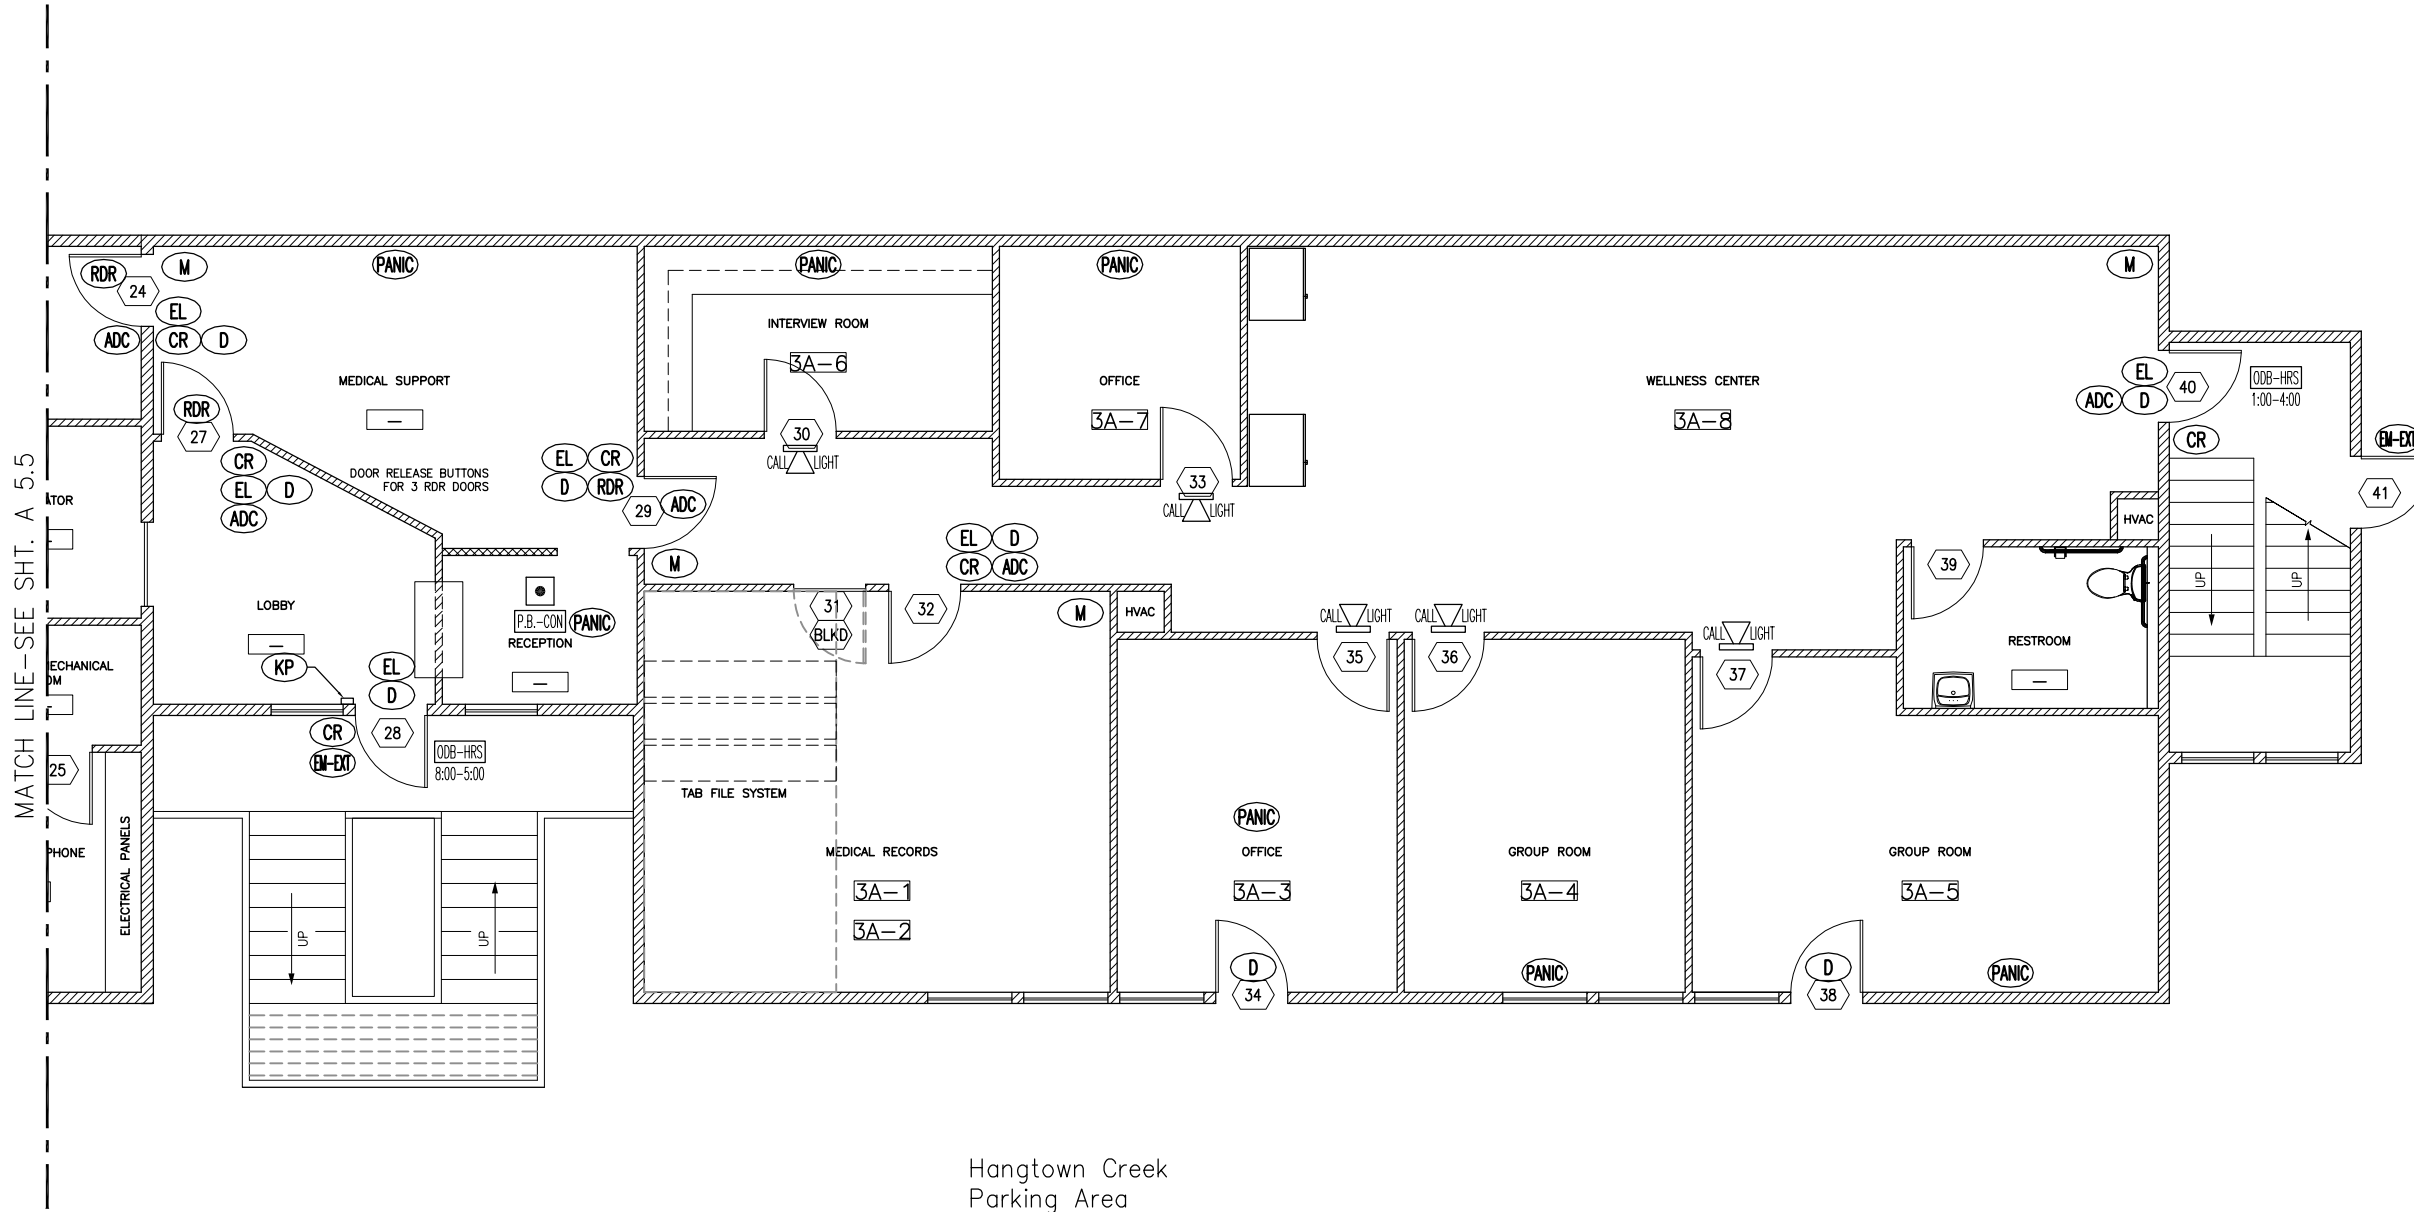 MATCH LINE-SEE SHT. A 5.5
RDR
24
M
EL
ADC
CR
D
PANIC
MEDICAL SUPPORT
—
RDR
27
CR
EL
D
ADC
DOOR RELEASE BUTTONS
FOR 3 RDR DOORS
EL
CR
D
RDR
29
ADC
M
PANIC
INTERVIEW ROOM
3A-6
30
CALL
LIGHT
PANIC
OFFICE
3A-7
33
CALL
LIGHT
WELLNESS CENTER
3A-8
M
EL
ADC
D
40
CR
ODB-HRS
1:00-4:00
EM-EXT
41
HVAC
UP
UP
39
RESTROOM
—
LOBBY
—
KP
EL
D
28
CR
EM-EXT
ODB-HRS
8:00-5:00
P.B.-CON
PANIC
RECEPTION
—
EL
D
CR
ADC
31
BLKD
32
M
HVAC
TAB FILE SYSTEM
MEDICAL RECORDS
3A-1
3A-2
CALL
LIGHT
35
CALL
LIGHT
36
CALL
LIGHT
37
PANIC
OFFICE
3A-3
D
34
GROUP ROOM
3A-4
PANIC
GROUP ROOM
3A-5
D
38
PANIC
ATOR
ECHANICAL
OM
25
PHONE
ELECTRICAL PANELS
UP
UP
Hangtown Creek
Parking Area